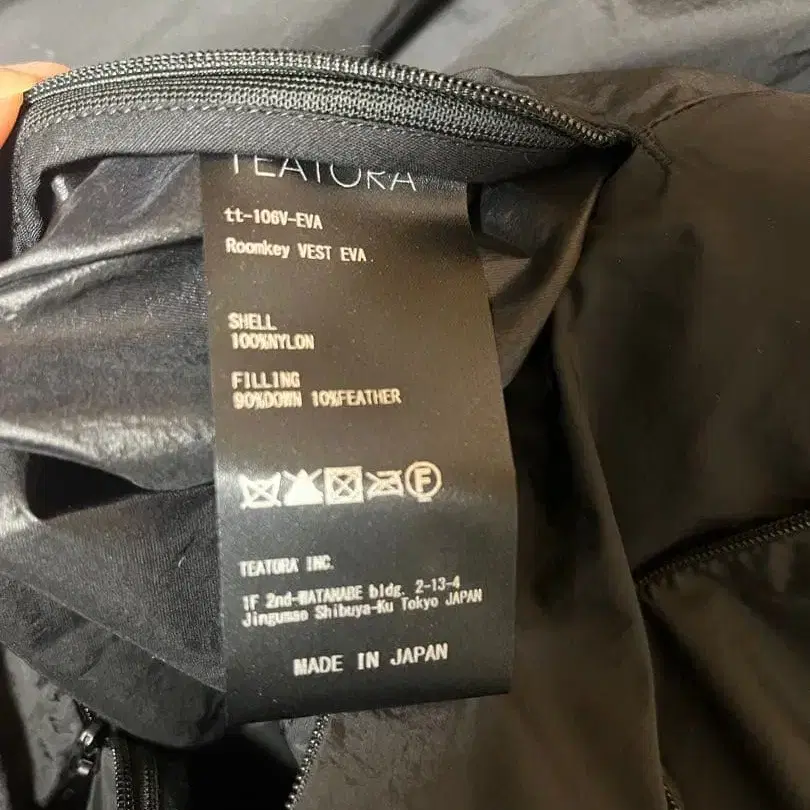 TEATORA
tt-106V-EVA
Roomkey VEST EVA
SHELL
100%NYLON
FILLING
90%DOWN 10%FEATHER
F
TEATORA INC.
1F 2nd-WATANABE bldg. 2-13-4
Jingumae Shibuya-Ku Tokyo JAPAN
MADE IN JAPAN